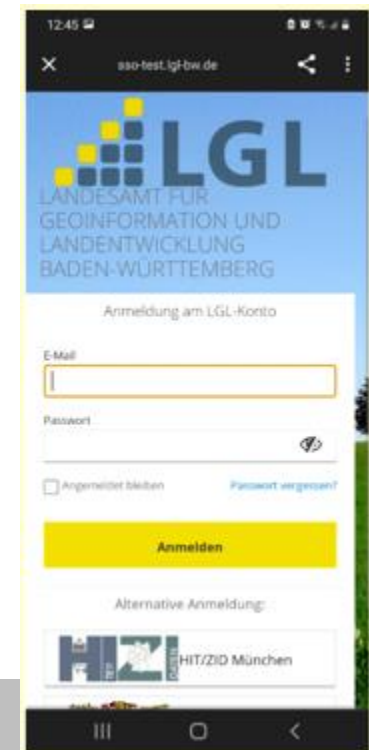 12:45
sso-test.lgl-bw.de
LGL
LANDESAMT FÜR
GEOINFORMATION UND
LANDENTWICKLUNG
BADEN-WÜRTTEMBERG
Anmeldung am LGL-Konto
E-Mail
Passwort
Angemeldet bleiben
Passwort vergessen?
Anmelden
Alternative Anmeldung:
HIT/ZID München